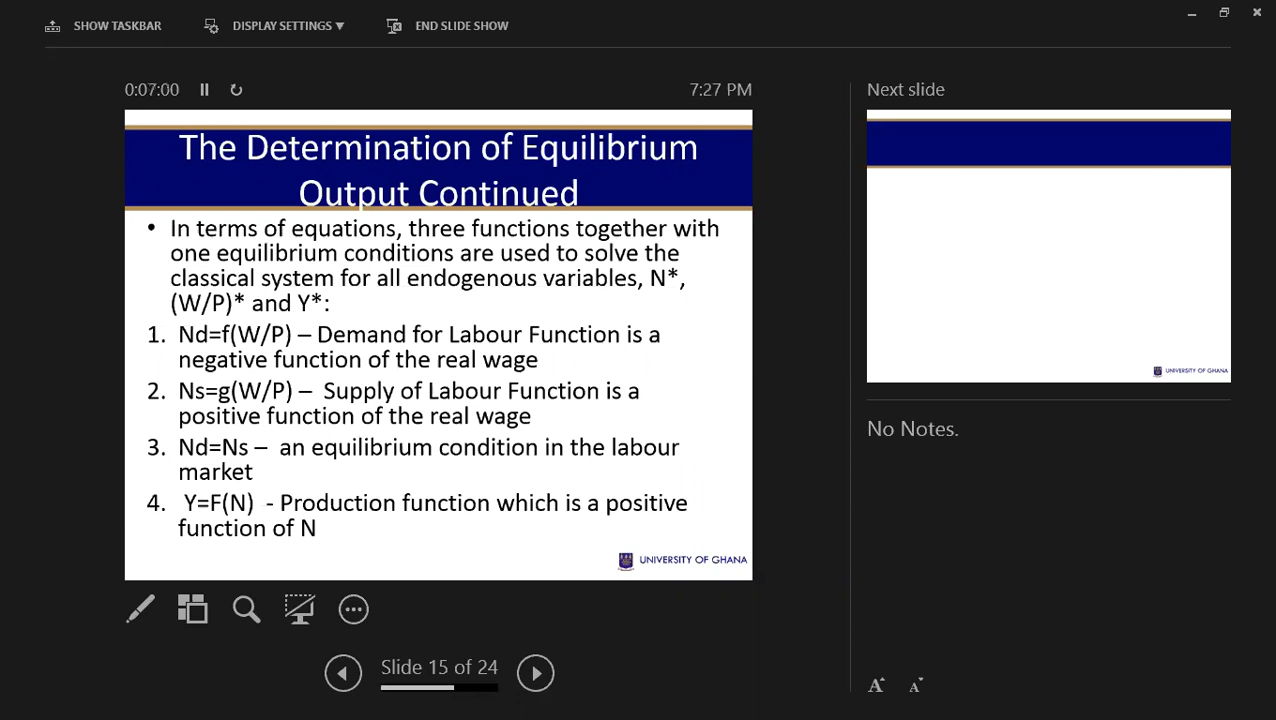 SHOW TASKBAR
DISPLAY SETTINGS ▼
END SLIDE SHOW
0:07:00
7:27 PM
Next slide
The Determination of Equilibrium
Output Continued
• In terms of equations, three functions together with
one equilibrium conditions are used to solve the
classical system for all endogenous variables, N*,
(W/P)* and Y*:
1. Nd=f(W/P) – Demand for Labour Function is a
negative function of the real wage
2. Ns=g(W/P) – Supply of Labour Function is a
positive function of the real wage
3. Nd=Ns – an equilibrium condition in the labour
market
4. Y=F(N) - Production function which is a positive
function of N
UNIVERSITY OF GHANA
UNIVERSITY OF GHANA
No Notes.
Slide 15 of 24
A A